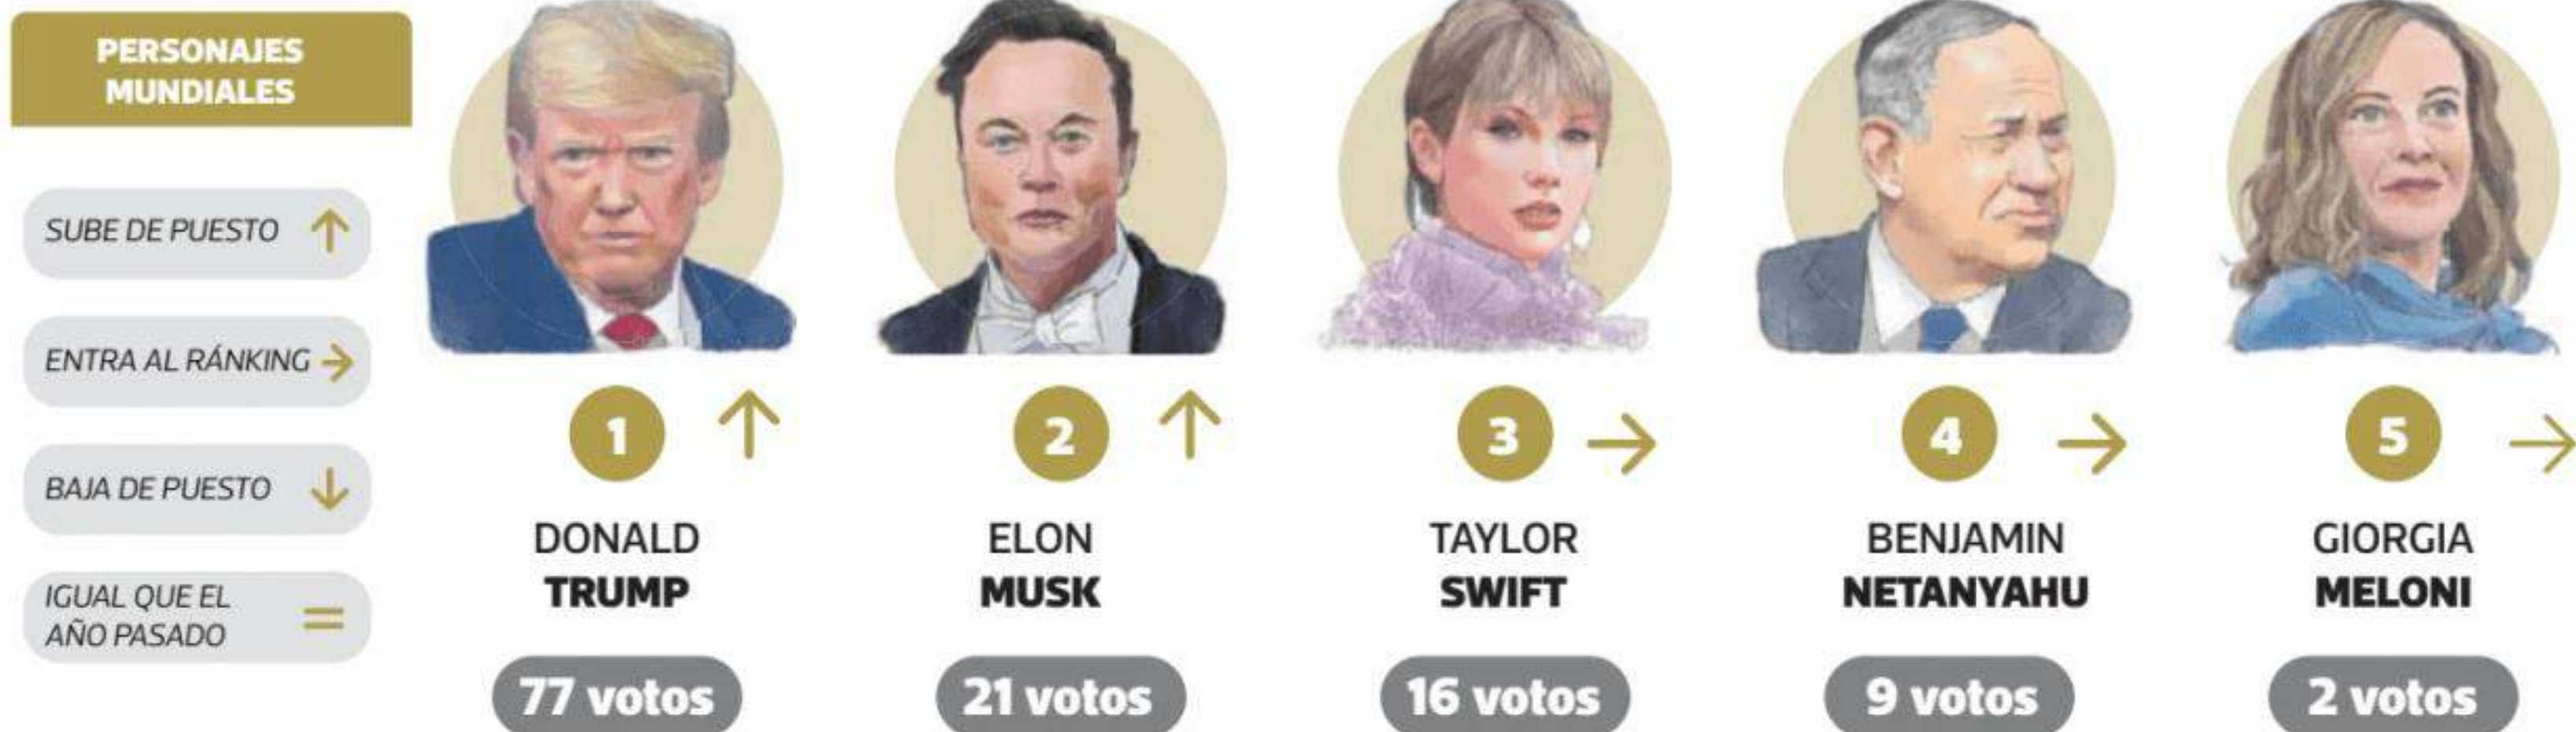 PERSONAJES
MUNDIALES
SUBE DE PUESTO ↑
ENTRA AL RÁNKING →
BAJA DE PUESTO ↓
IGUAL QUE EL
AÑO PASADO =
1 ↑
DONALD
TRUMP
77 votos
2 ↑
ELON
MUSK
21 votos
3 →
TAYLOR
SWIFT
16 votos
4 →
BENJAMIN
NETANYAHU
9 votos
5 →
GIORGIA
MELONI
2 votos